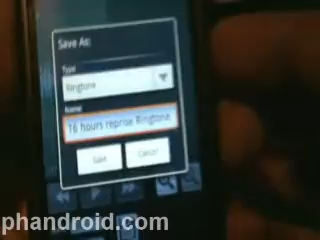 Save As:
Type
Ringtone
Name
16 hours reprise Ringtone
Save
Cancel
phandroid.com